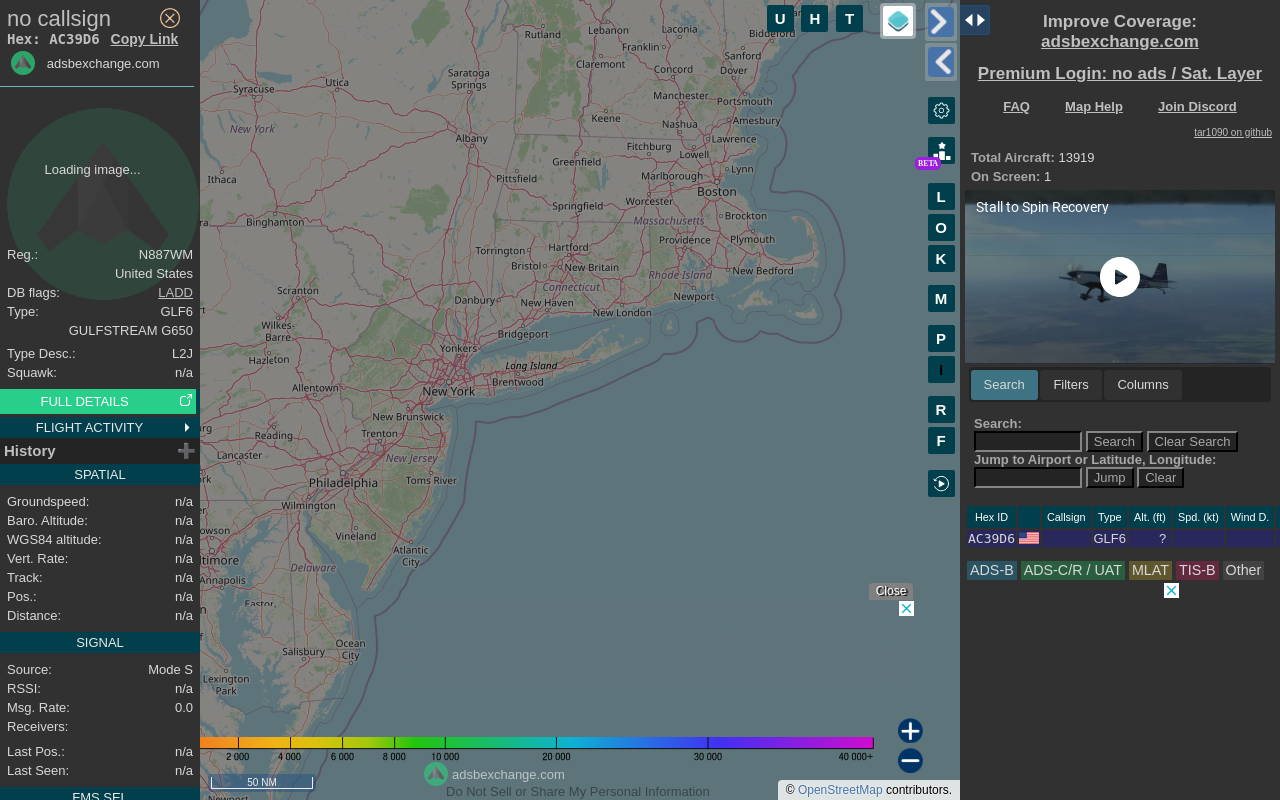 no callsign
Hex: AC39D6 Copy Link
adsbexchange.com
Loading image...
Reg.: N887WM
United States
DB flags: LADD
Type: GLF6
GULFSTREAM G650
Type Desc.: L2J
Squawk: n/a
FULL DETAILS
FLIGHT ACTIVITY
History
SPATIAL
Groundspeed: n/a
Baro. Altitude: n/a
WGS84 altitude: n/a
Vert. Rate: n/a
Track: n/a
Pos.: n/a
Distance: n/a
SIGNAL
Source: Mode S
RSSI: n/a
Msg. Rate: 0.0
Receivers:
Last Pos.: n/a
Last Seen: n/a
FMS SEL
U H T
BETA
L
O
K
M
P
I
R
F
Rutland
Lebanon
Laconia
Biddeford
Franklin
Sanford
Claremont
Concord
Dover
Utica
Saratoga
Springs
Syracuse
Manchester
Portsmouth
Keene
Nashua
Amesbury
New York
Albany
Lawrence
Fitchburg
Lowell
Greenfield
Lynn
Ithaca
Pittsfield
Marlborough
Boston
Worcester
Springfield
Binghamton
Massachusetts
Brockton
Torrington
Hartford
Providence
Plymouth
Bristol
New Britain
Rhode Island
New Bedford
Connecticut
Scranton
Danbury
New Haven
Newport
New London
Wilkes-
Barre
Bridgeport
Yonkers
Hazleton
Long Island
Brentwood
Allentown
New York
New Brunswick
Reading
Trenton
Lancaster
New Jersey
Philadelphia
Toms River
Wilmington
Vineland
Atlantic
City
Annapolis
Delaware
Easton
Ocean
City
Salisbury
Lexington
Park
Newport
Close
2 000 4 000 6 000 8 000 10 000 20 000 30 000 40 000+
adsbexchange.com
50 NM
Do Not Sell or Share My Personal Information
© OpenStreetMap contributors.
Improve Coverage:
adsbexchange.com
Premium Login: no ads / Sat. Layer
FAQ Map Help Join Discord
tar1090 on github
Total Aircraft: 13919
On Screen: 1
Stall to Spin Recovery
Search Filters Columns
Search:
Search Clear Search
Jump to Airport or Latitude, Longitude:
Jump Clear
Hex ID Callsign Type Alt. (ft) Spd. (kt) Wind D.
AC39D6 GLF6 ?
ADS-B ADS-C/R / UAT MLAT TIS-B Other